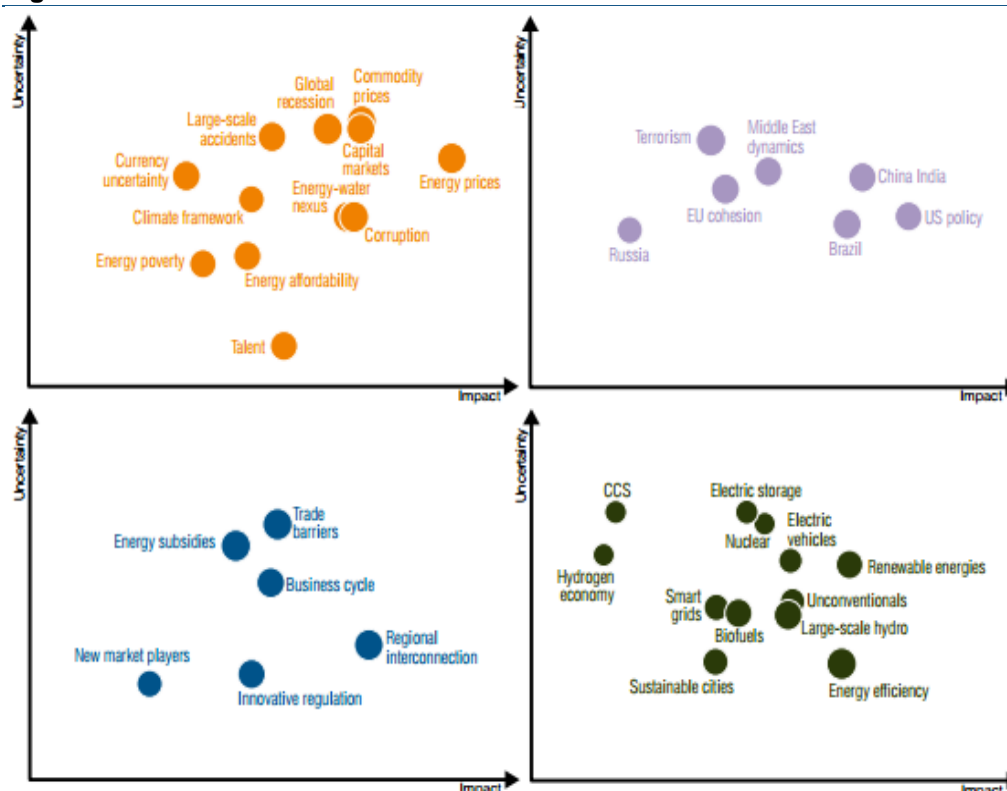 Uncertainty
Commodity
prices
Global
recession
Large-scale
accidents
Capital
markets
Currency
uncertainty
Energy prices
Energy-water
nexus
Climate framework
Corruption
Energy poverty
Energy affordability
Talent
Impact
Uncertainty
Terrorism
Middle East
dynamics
China India
EU cohesion
US policy
Brazil
Russia
Impact
Uncertainty
Trade
barriers
Energy subsidies
Business cycle
Regional
interconnection
New market players
Innovative regulation
Impact
Uncertainty
CCS
Electric storage
Electric
vehicles
Nuclear
Renewable energies
Hydrogen
economy
Smart
grids
Unconventionals
Large-scale hydro
Biofuels
Sustainable cities
Energy efficiency
Impact